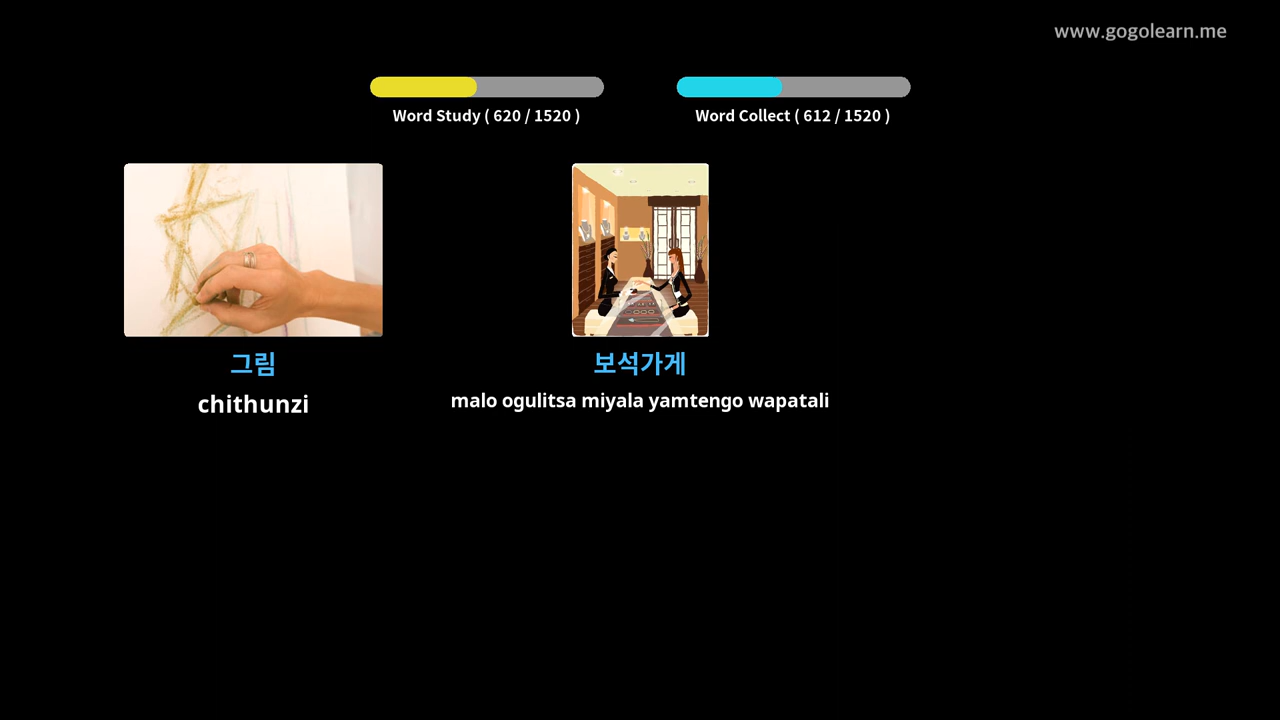 www.gogolearn.me
Word Study ( 620 / 1520 )
Word Collect ( 612 / 1520 )
그림
chithunzi
보석가게
malo ogulitsa miyala yamtengo wapatali